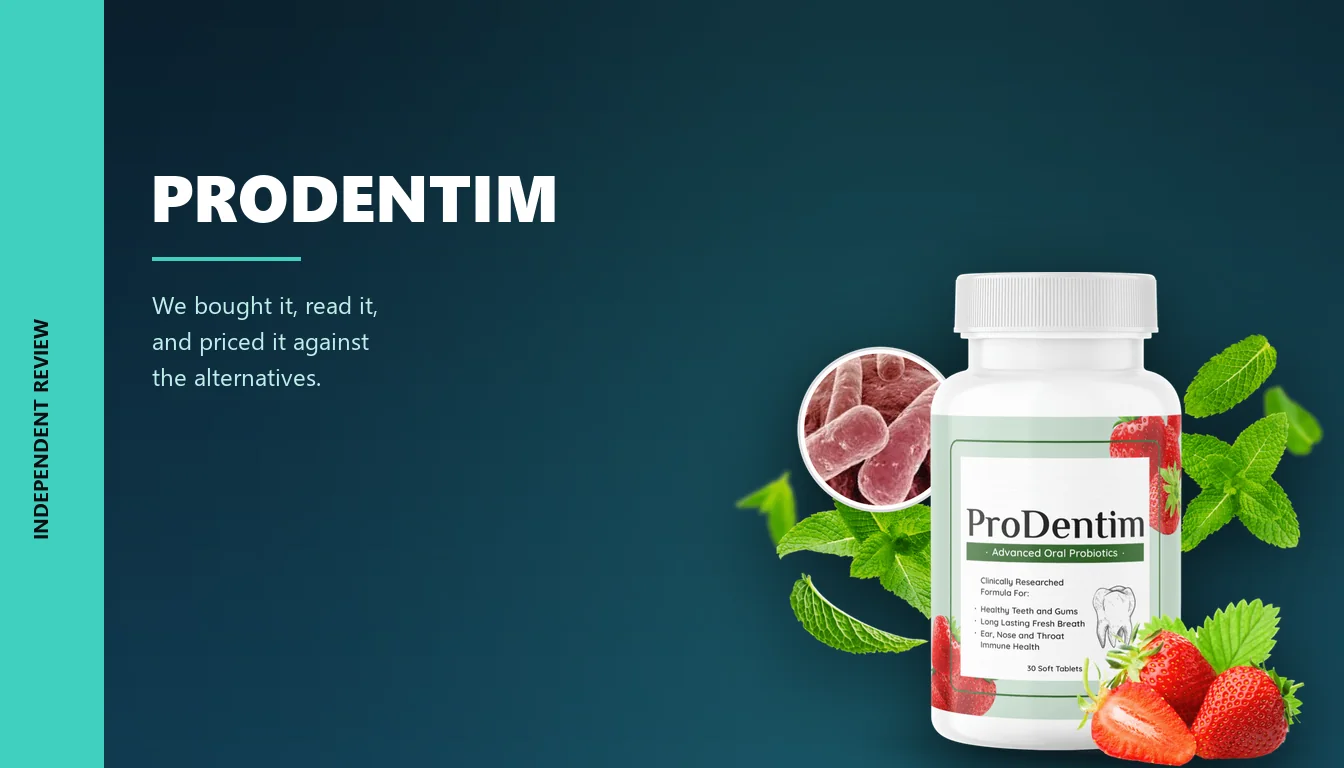 INDEPENDENT REVIEW
PRODENTIM
We bought it, read it,
and priced it against
the alternatives.
ProDentim
· Advanced Oral Probiotics ·
Clinically Researched
Formula For:
· Healthy Teeth and Gums
· Long Lasting Fresh Breath
· Ear, Nose and Throat
Immune Health
30 Soft Tablets